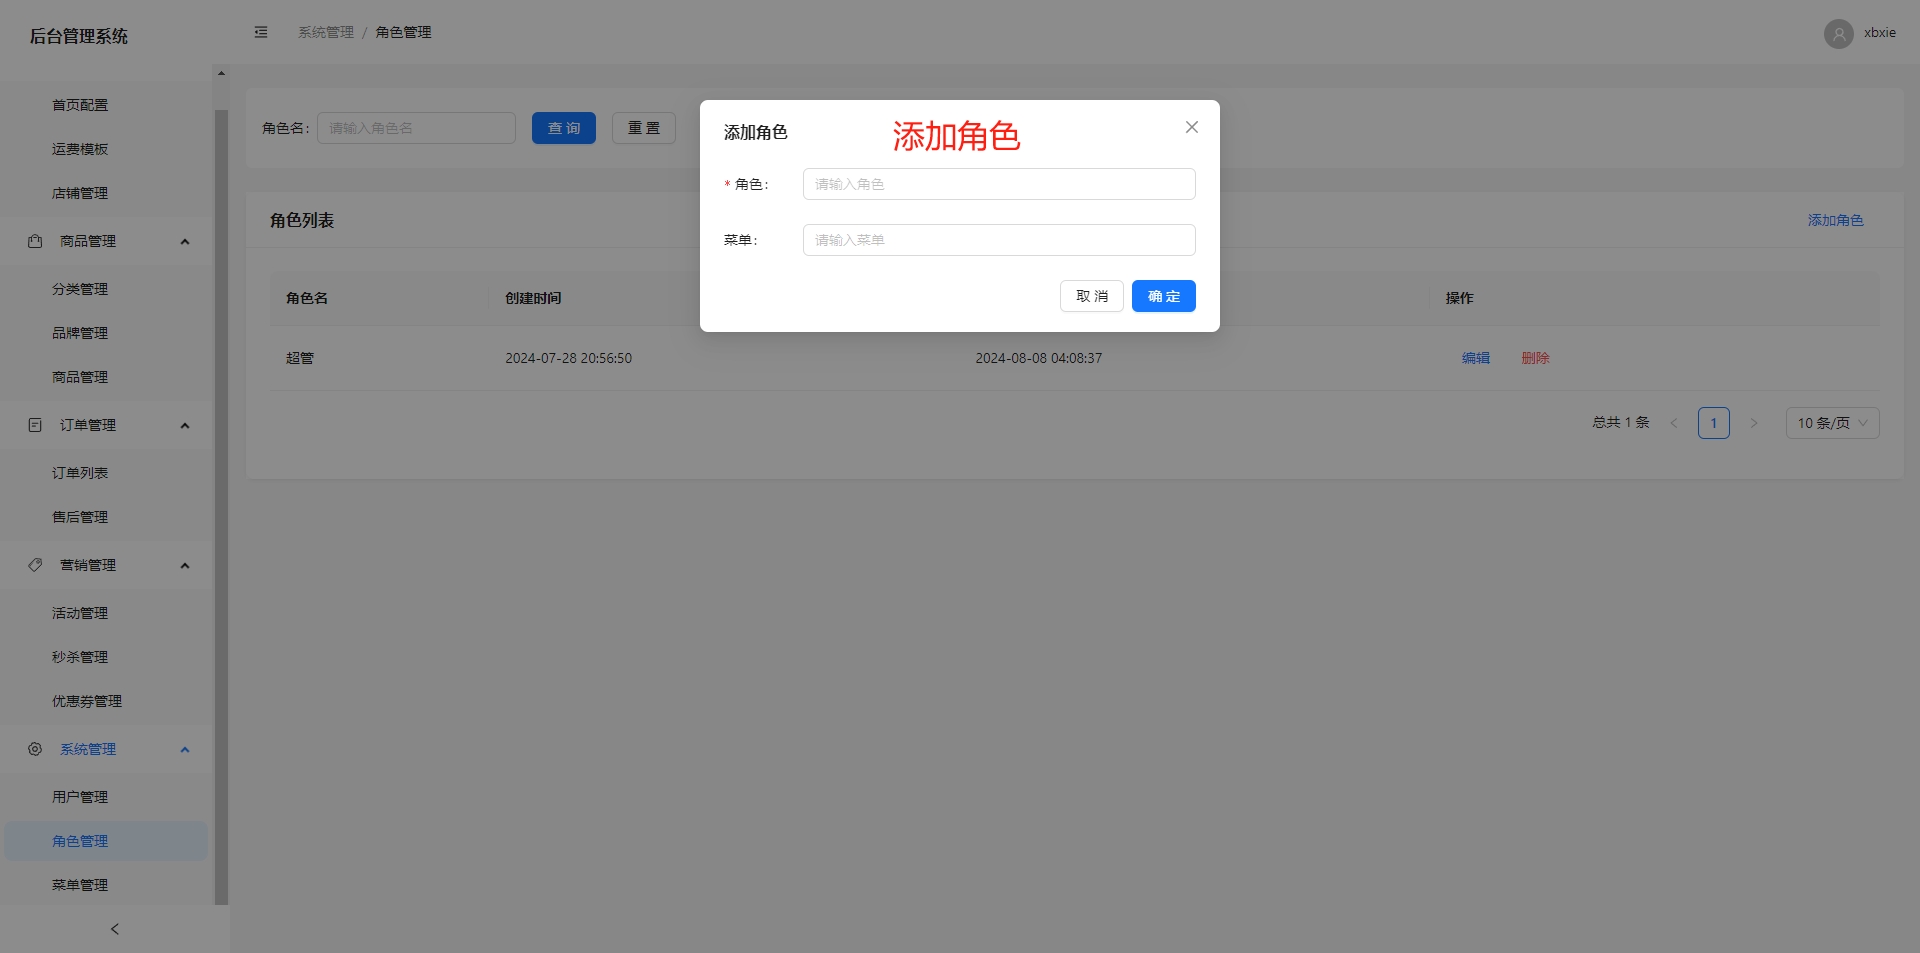 后台管理系统
系统管理 / 角色管理
xbxie
首页配置
运费模板
店铺管理
商品管理
分类管理
品牌管理
商品管理
订单管理
订单列表
售后管理
营销管理
活动管理
秒杀管理
优惠券管理
系统管理
用户管理
角色管理
菜单管理
角色名: 请输入角色名 查 询 重 置
角色列表 添加角色
角色名 创建时间 操作
超管 2024-07-28 20:56:50 2024-08-08 04:08:37 编辑 删除
总共 1 条 1 10 条/页
添加角色
添加角色
* 角色: 请输入角色
菜单: 请输入菜单
取 消 确 定